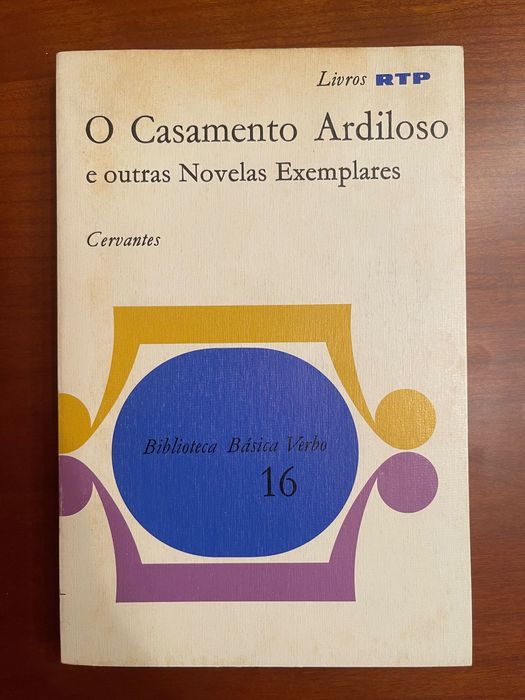 Livros RTP
O Casamento Ardiloso
e outras Novelas Exemplares
Cervantes
Biblioteca Básica Verbo
16